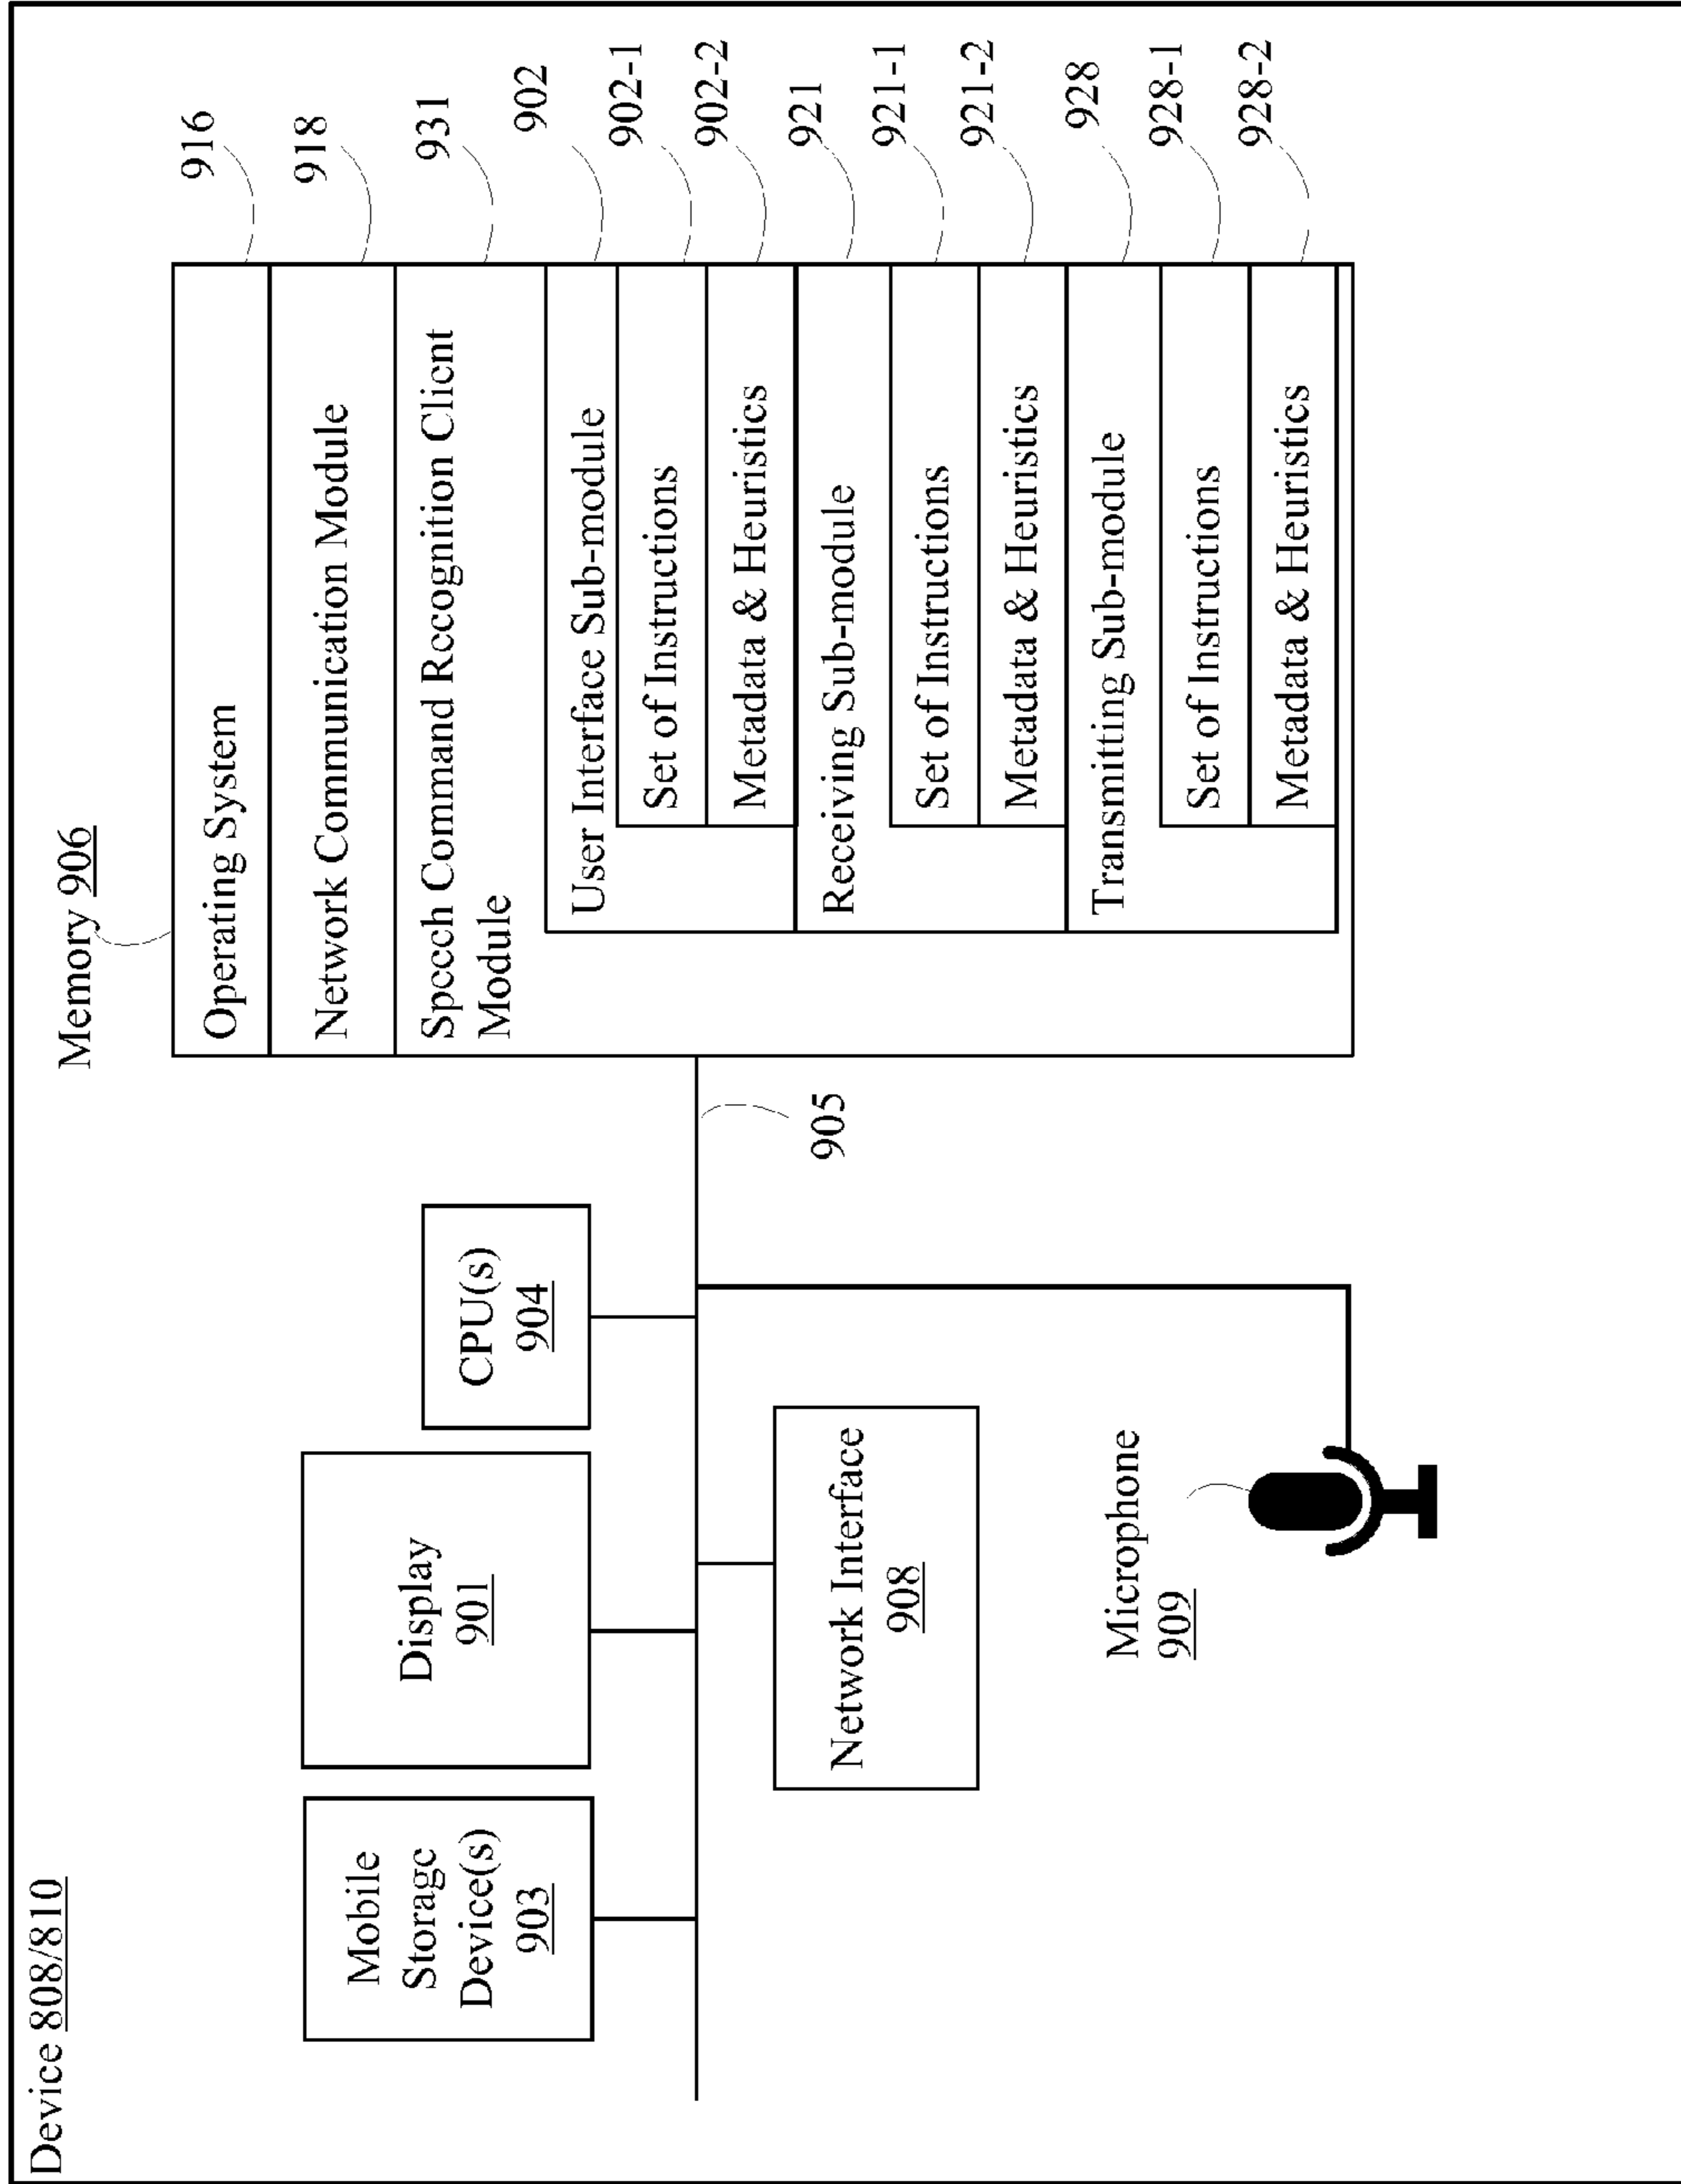 Device 808/810
Memory 906
Operating System
Network Communication Module
Speech Command Recognition Client
Module
User Interface Sub-module
Set of Instructions
Metadata & Heuristics
Receiving Sub-module
Set of Instructions
Metadata & Heuristics
Transmitting Sub-module
Set of Instructions
Metadata & Heuristics
916
918
931
902
902-1
902-2
921
921-1
921-2
928
928-1
928-2
Mobile
Storage
Device(s)
903
Display
901
CPU(s)
904
905
Network Interface
908
Microphone
909